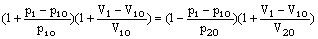 (1 + (p₁ - p₁₀)/p₁₀)(1 + (V₁ - V₁₀)/V₁₀) = (1 - (p₁ - p₁₀)/p₂₀)(1 + (V₁ - V₁₀)/V₂₀)